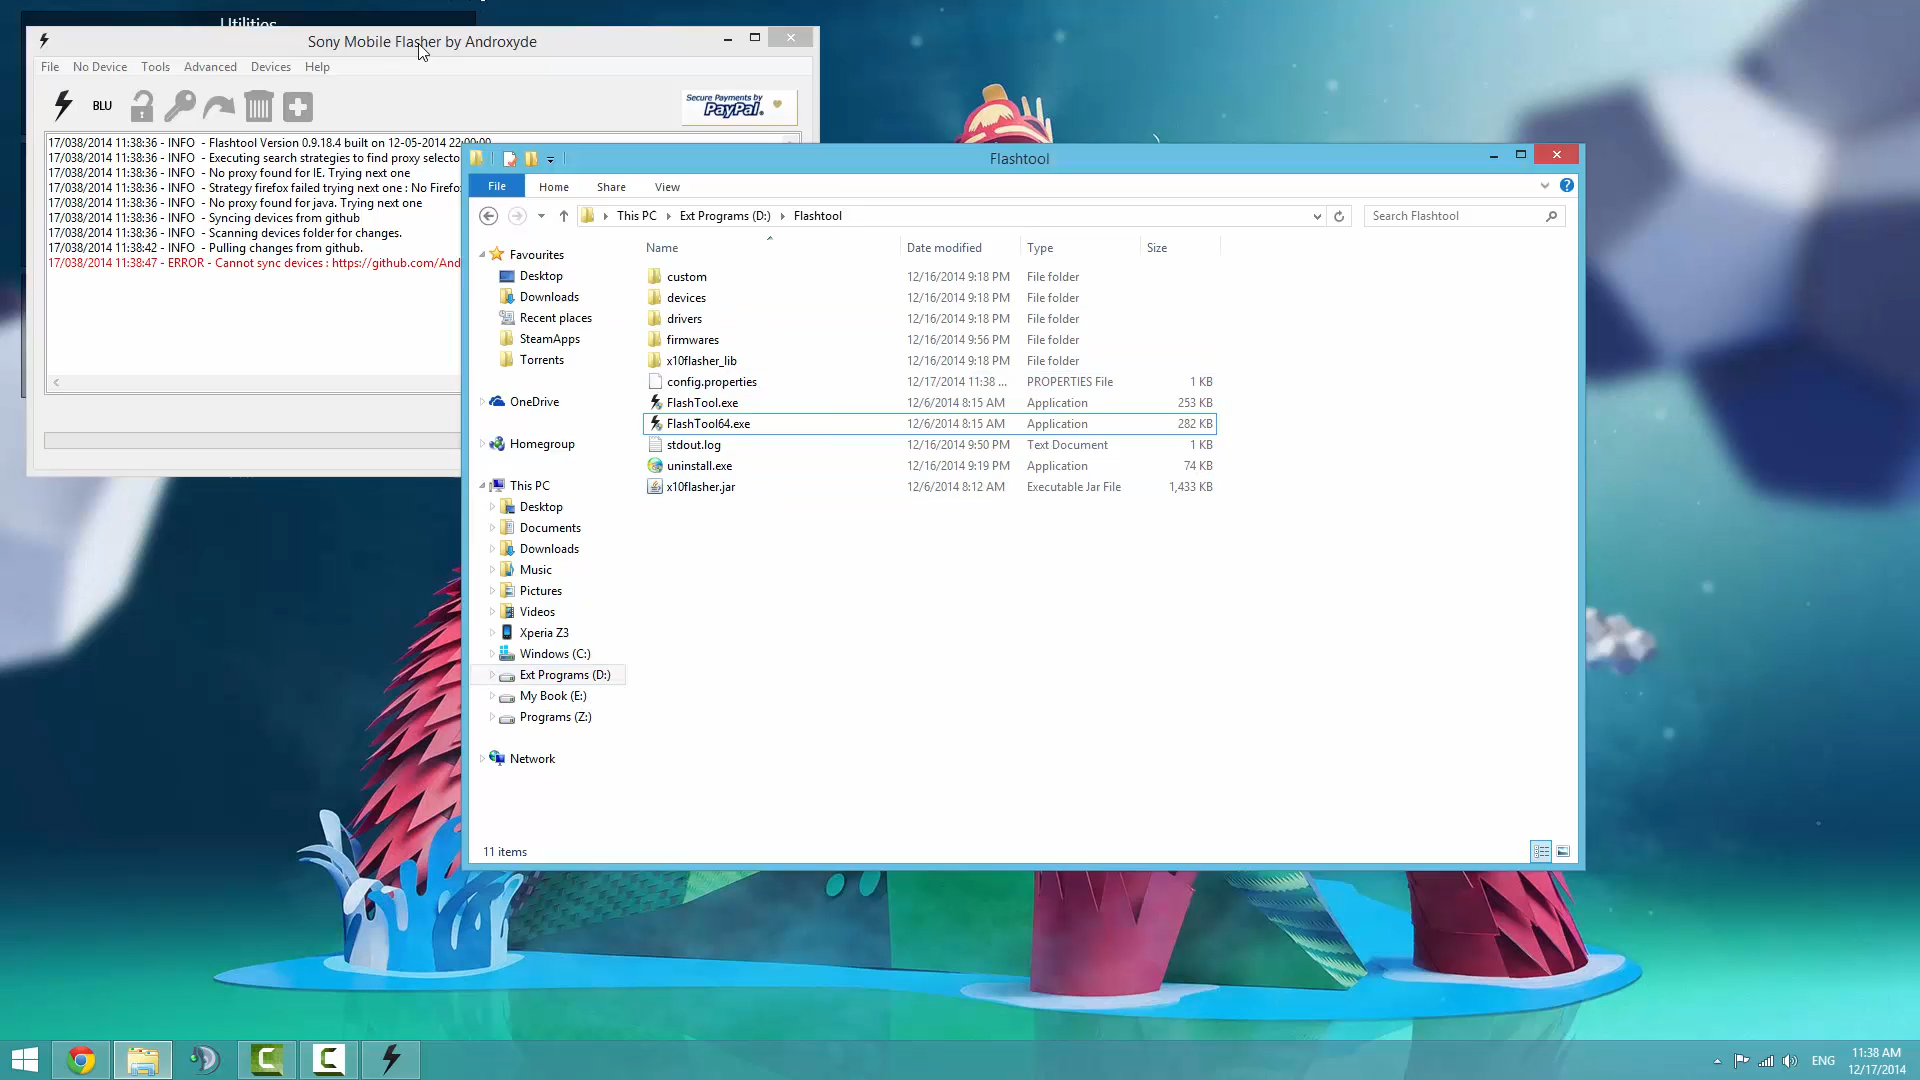 Utilities
Sony Mobile Flasher by Androxyde
File No Device Tools Advanced Devices Help
BLU
Secure Payments by
PayPal.
17/038/2014 11:38:36 - INFO - Flashtool Version 0.9.18.4 built on 12-05-2014 22:00:00
17/038/2014 11:38:36 - INFO - Executing search strategies to find proxy selecto
17/038/2014 11:38:36 - INFO - No proxy found for IE. Trying next one
17/038/2014 11:38:36 - INFO - Strategy firefox failed trying next one : No Firefo
17/038/2014 11:38:36 - INFO - No proxy found for java. Trying next one
17/038/2014 11:38:36 - INFO - Syncing devices from github
17/038/2014 11:38:36 - INFO - Scanning devices folder for changes.
17/038/2014 11:38:42 - INFO - Pulling changes from github.
17/038/2014 11:38:47 - ERROR - Cannot sync devices : https://github.com/And
Flashtool
File Home Share View
This PC Ext Programs (D:) Flashtool
Search Flashtool
Favourites
Desktop
Downloads
Recent places
SteamApps
Torrents
OneDrive
Homegroup
This PC
Desktop
Documents
Downloads
Music
Pictures
Videos
Xperia Z3
Windows (C:)
Ext Programs (D:)
My Book (E:)
Programs (Z:)
Network
Name Date modified Type Size
custom 12/16/2014 9:18 PM File folder
devices 12/16/2014 9:18 PM File folder
drivers 12/16/2014 9:18 PM File folder
firmwares 12/16/2014 9:56 PM File folder
x10flasher_lib 12/16/2014 9:18 PM File folder
config.properties 12/17/2014 11:38 ... PROPERTIES File 1 KB
FlashTool.exe 12/6/2014 8:15 AM Application 253 KB
FlashTool64.exe 12/6/2014 8:15 AM Application 282 KB
stdout.log 12/16/2014 9:50 PM Text Document 1 KB
uninstall.exe 12/16/2014 9:19 PM Application 74 KB
x10flasher.jar 12/6/2014 8:12 AM Executable Jar File 1,433 KB
11 items
ENG
11:38 AM
12/17/2014